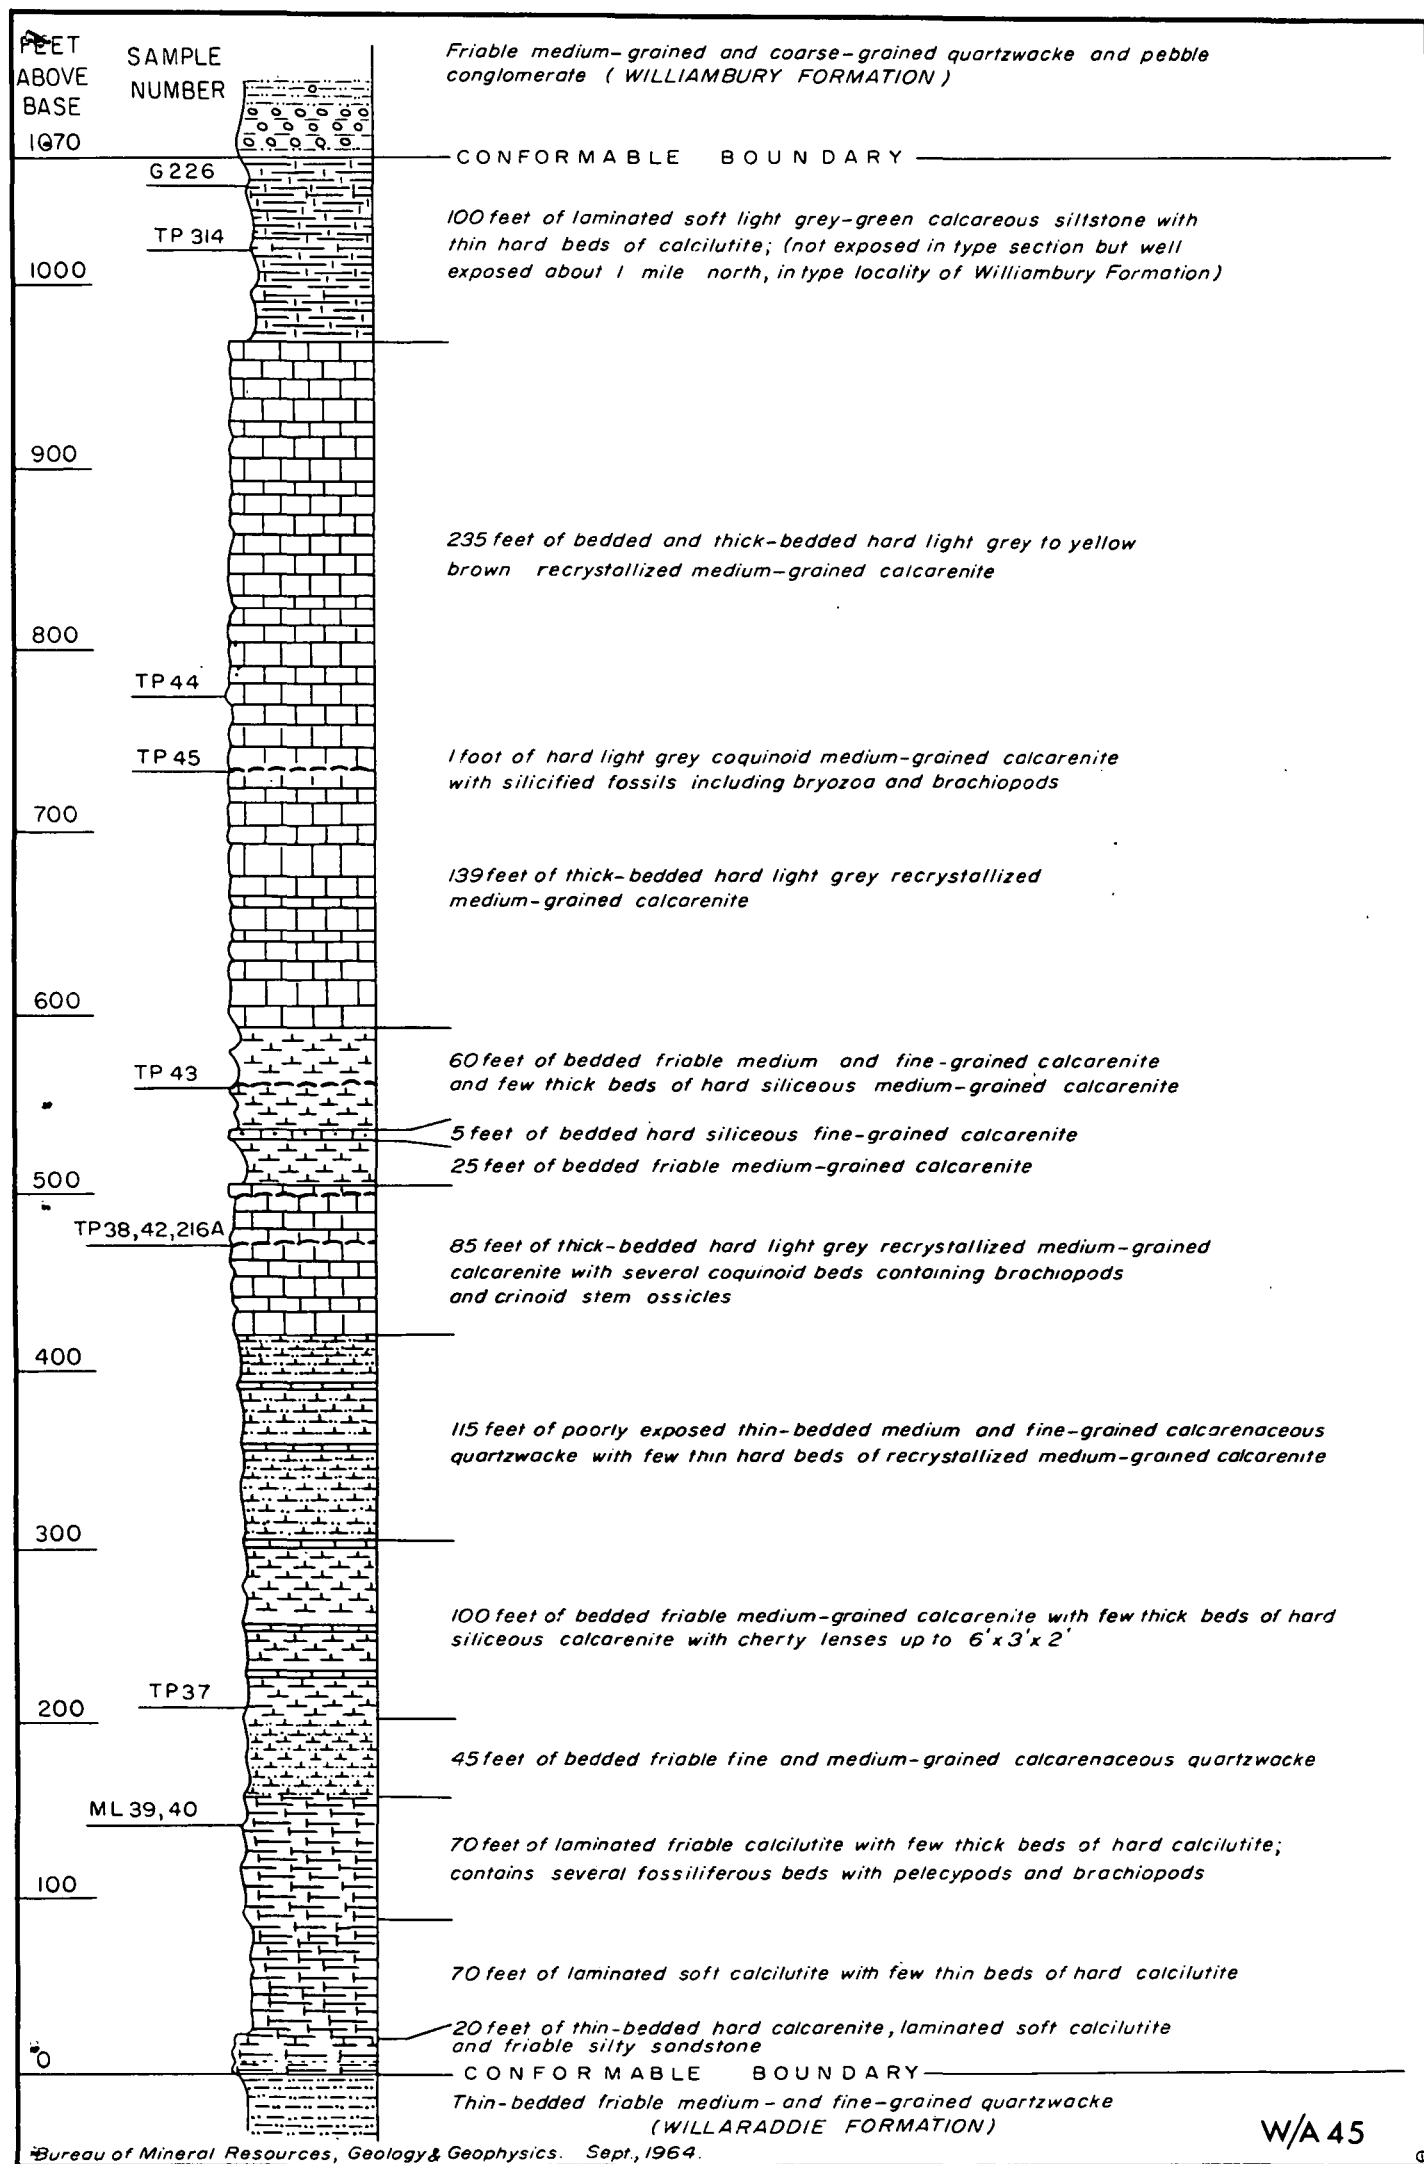 FEET
ABOVE
BASE
SAMPLE
NUMBER
Friable medium-grained and coarse-grained quartzwacke and pebble
conglomerate ( WILLIAMBURY FORMATION )
1070
CONFORMABLE BOUNDARY
G226
TP 314
100 feet of laminated soft light grey-green calcareous siltstone with
thin hard beds of calcilutite; (not exposed in type section but well
exposed about 1 mile north, in type locality of Williambury Formation)
1000
900
235 feet of bedded and thick-bedded hard light grey to yellow
brown recrystallized medium-grained calcarenite
800
TP44
TP 45
1 foot of hard light grey coquinoid medium-grained calcarenite
with silicified fossils including bryozoa and brachiopods
700
139 feet of thick-bedded hard light grey recrystallized
medium-grained calcarenite
600
TP 43
60 feet of bedded friable medium and fine-grained calcarenite
and few thick beds of hard siliceous medium-grained calcarenite
5 feet of bedded hard siliceous fine-grained calcarenite
25 feet of bedded friable medium-grained calcarenite
500
TP38,42,216A
85 feet of thick-bedded hard light grey recrystallized medium-grained
calcarenite with several coquinoid beds containing brachiopods
and crinoid stem ossicles
400
115 feet of poorly exposed thin-bedded medium and fine-grained calcarenaceous
quartzwacke with few thin hard beds of recrystallized medium-grained calcarenite
300
100 feet of bedded friable medium-grained calcarenite with few thick beds of hard
siliceous calcarenite with cherty lenses up to 6'x 3'x 2'
TP37
200
45 feet of bedded friable fine and medium-grained calcarenaceous quartzwacke
ML 39,40
70 feet of laminated friable calcilutite with few thick beds of hard calcilutite;
contains several fossiliferous beds with pelecypods and brachiopods
100
70 feet of laminated soft calcilutite with few thin beds of hard calcilutite
20 feet of thin-bedded hard calcarenite, laminated soft calcilutite
and friable silty sandstone
0
CONFORMABLE BOUNDARY
Thin-bedded friable medium- and fine-grained quartzwacke
(WILLARADDIE FORMATION)
W/A 45
Bureau of Mineral Resources, Geology & Geophysics. Sept., 1964.